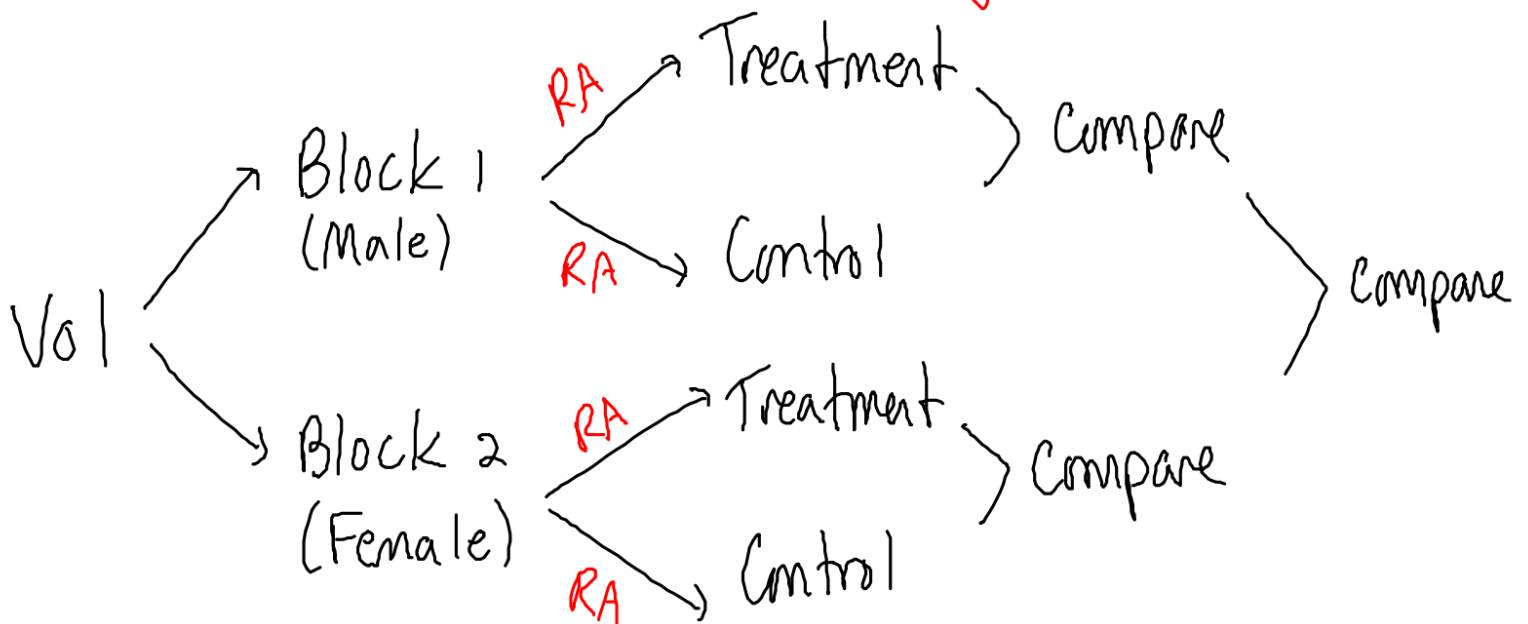 Vol
Block 1
(Male)
RA
RA
Treatment
Control
Compare
Block 2
(Female)
RA
RA
Treatment
Control
Compare
Compare